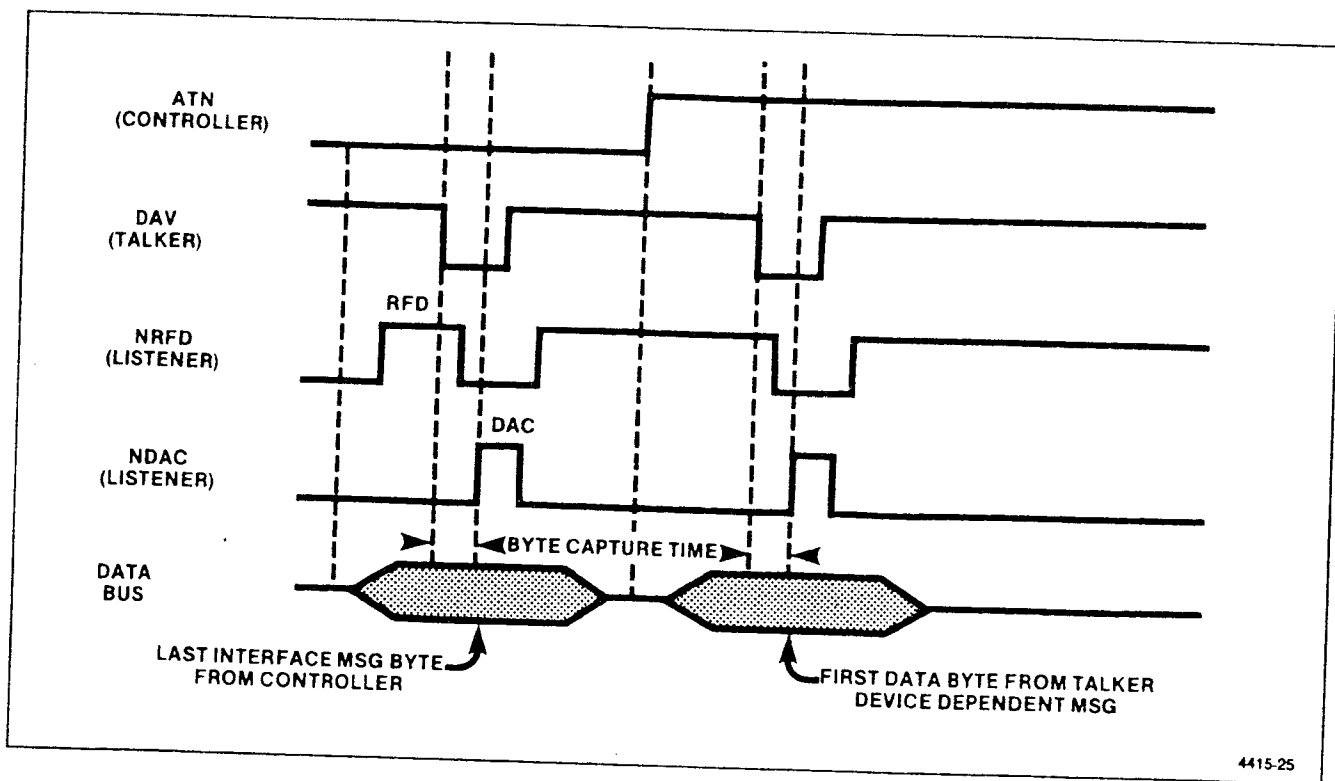 ATN
(CONTROLLER)
DAV
(TALKER)
RFD
NRFD
(LISTENER)
DAC
NDAC
(LISTENER)
BYTE CAPTURE TIME
DATA
BUS
LAST INTERFACE MSG BYTE
FROM CONTROLLER
FIRST DATA BYTE FROM TALKER
DEVICE DEPENDENT MSG
4415-25